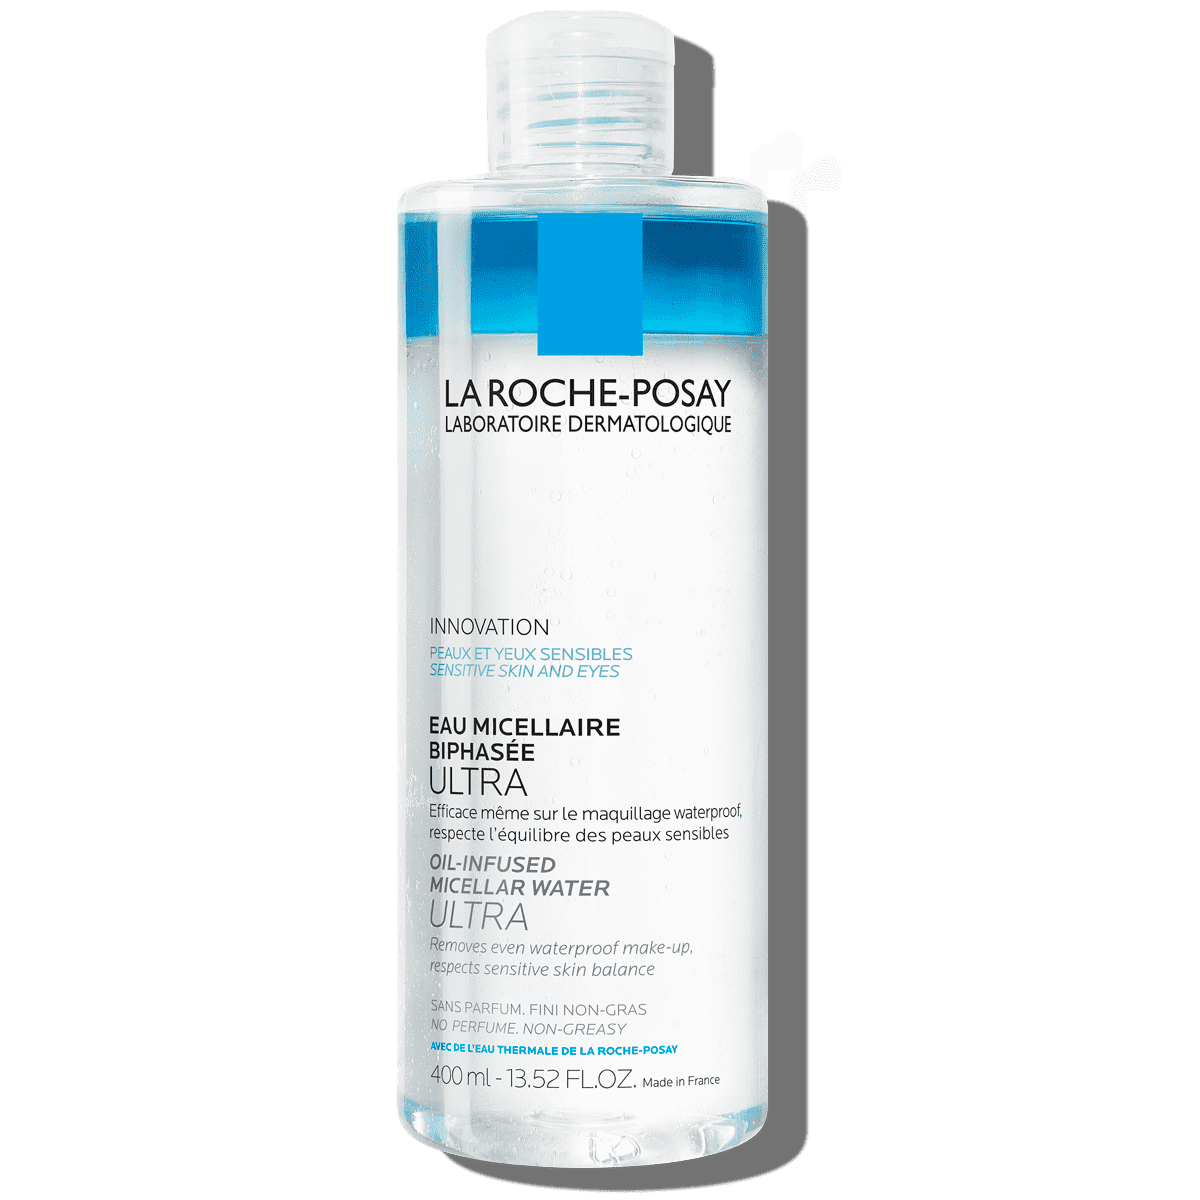 LA ROCHE-POSAY
LABORATOIRE DERMATOLOGIQUE
INNOVATION
PEAUX ET YEUX SENSIBLES
SENSITIVE SKIN AND EYES
EAU MICELLAIRE
BIPHASÉE
ULTRA
Efficace même sur le maquillage waterproof,
respecte l'équilibre des peaux sensibles
OIL-INFUSED
MICELLAR WATER
ULTRA
Removes even waterproof make-up,
respects sensitive skin balance
SANS PARFUM. FINI NON-GRAS
NO PERFUME. NON-GREASY
AVEC DE L'EAU THERMALE DE LA ROCHE-POSAY
400 ml - 13.52 FL.OZ. Made in France